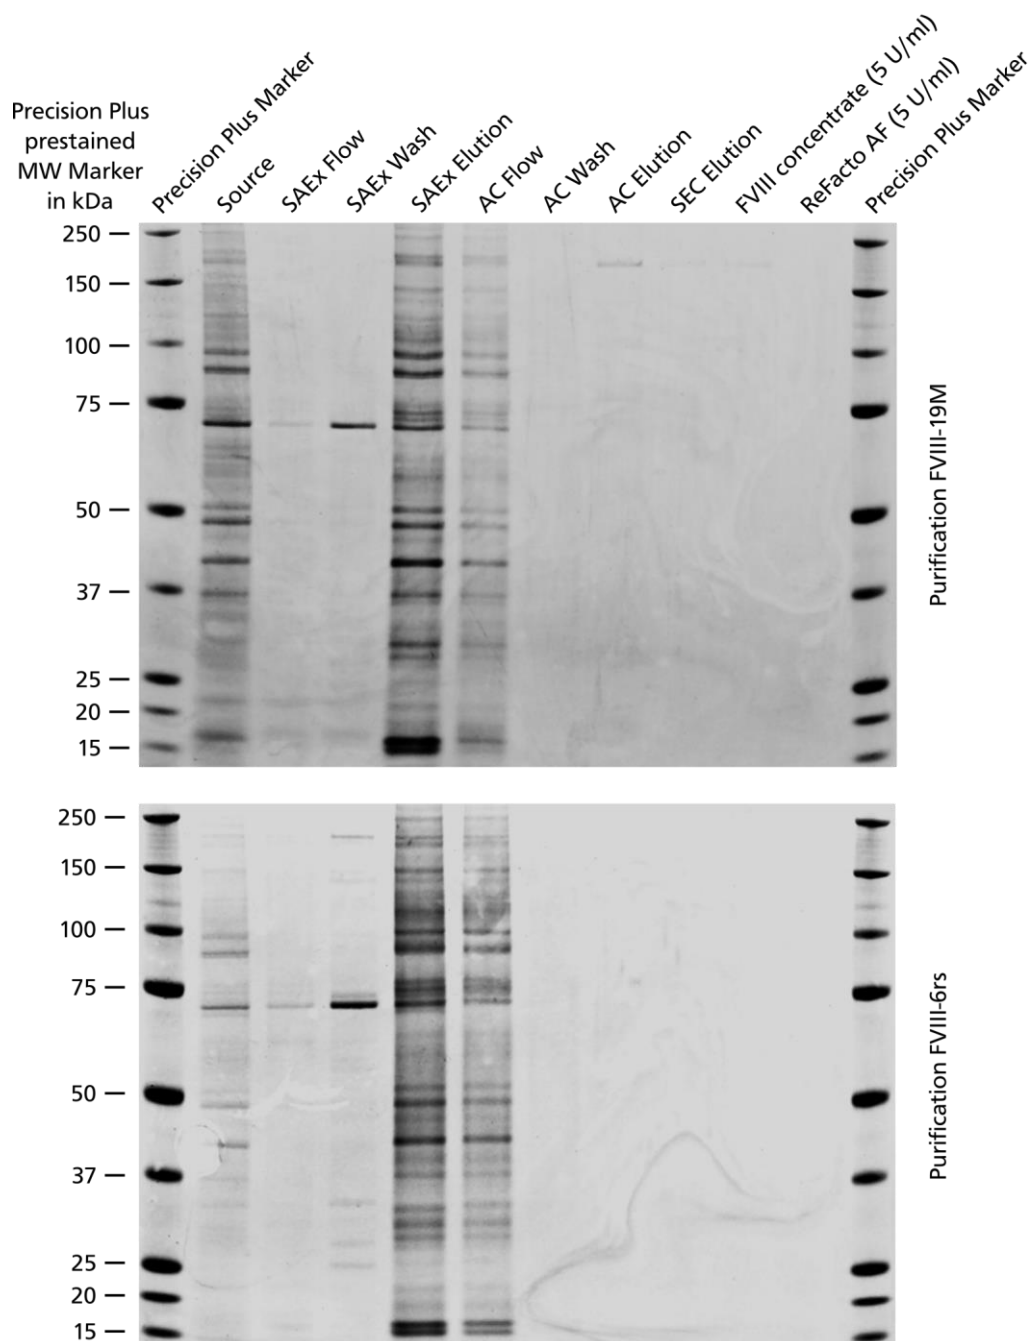 Precision Plus
prestained
MW Marker
in kDa
Precision Plus Marker
Source
SAEx Flow
SAEx Wash
SAEx Elution
AC Flow
AC Wash
AC Elution
SEC Elution
FVIII concentrate (5 U/ml)
ReFacto AF (5 U/ml)
Precision Plus Marker
250
150
100
75
50
37
25
20
15
Purification FVIII-19M
250
150
100
75
50
37
25
20
15
Purification FVIII-6rs